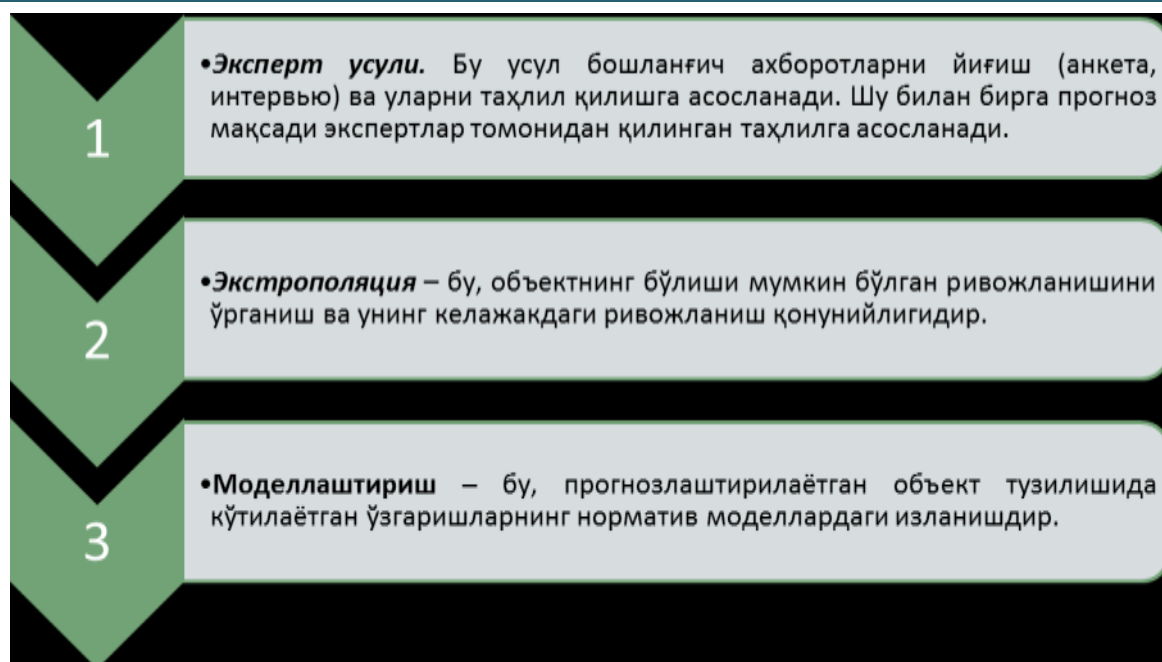 1
•Эксперт усули. Бу усул бошланғич ахборотларни йиғиш (анкета,
интервью) ва уларни таҳлил қилишга асосланади. Шу билан бирга прогноз
мақсади экспертлар томонидан қилинган таҳлилга асосланади.
2
•Экстрополяция – бу, объектнинг бўлиши мумкин бўлган ривожланишини
ўрганиш ва унинг келажакдаги ривожланиш қонунийлигидир.
3
•Моделлаштириш – бу, прогнозлаштирилаётган объект тузилишида
кўтилаётган ўзгаришларнинг норматив моделлардаги изланишдир.